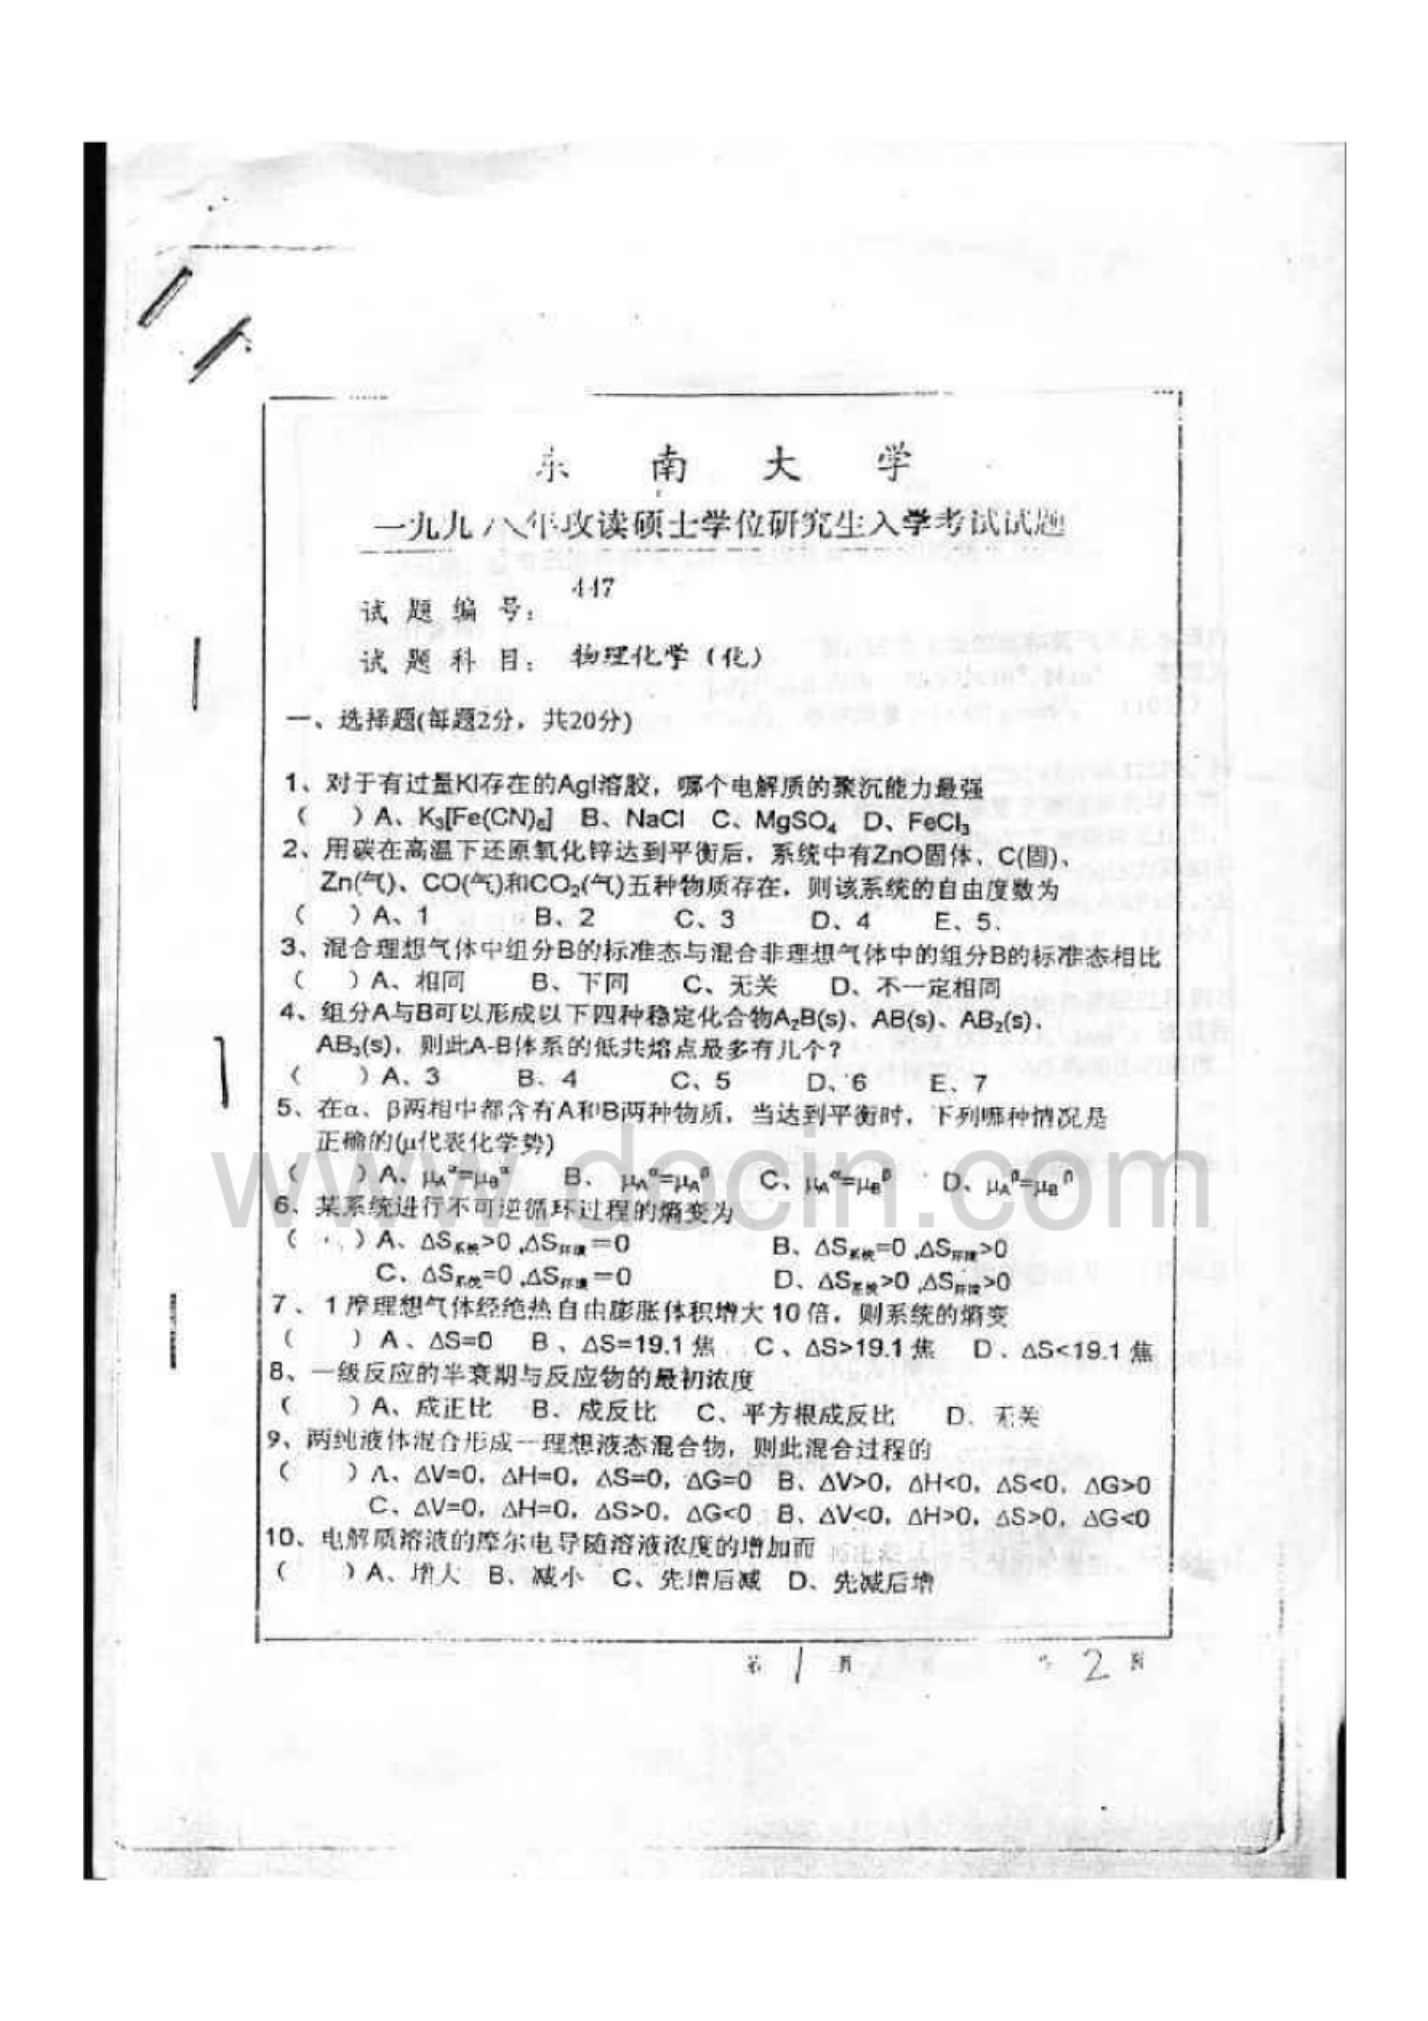 东 南 大 学
一九九八年攻读硕士学位研究生入学考试试题
试 题 编 号: 447
试 题 科 目: 物理化学(化)
一、选择题(每题2分，共20分)
1、对于有过量KI存在的AgI溶胶，哪个电解质的聚沉能力最强
( )A、K₃[Fe(CN)₆] B、NaCl C、MgSO₄ D、FeCl₃
2、用碳在高温下还原氧化锌达到平衡后，系统中有ZnO固体、C(固)、
Zn(气)、CO(气)和CO₂(气)五种物质存在，则该系统的自由度数为
( )A、1 B、2 C、3 D、4 E、5.
3、混合理想气体中组分B的标准态与混合非理想气体中的组分B的标准态相比
( )A、相同 B、下同 C、无关 D、不一定相同
4、组分A与B可以形成以下四种稳定化合物A₂B(s)、AB(s)、AB₂(s)、
AB₃(s)，则此A-B体系的低共熔点最多有几个?
( )A、3 B、4 C、5 D、6 E、7
5、在α、β两相中都含有A和B两种物质，当达到平衡时，下列哪种情况是
正确的(μ代表化学势)
( )A、μ_A^α=μ_B^α B、μ_A^α=μ_A^β C、μ_A^α=μ_B^β D、μ_A^β=μ_B^β
6、某系统进行不可逆循环过程的熵变为
( )A、ΔS系统>0 ,ΔS环境=0 B、ΔS系统=0 ,ΔS环境>0
C、ΔS系统=0 ,ΔS环境=0 D、ΔS系统>0 ,ΔS环境>0
7、1摩理想气体经绝热自由膨胀体积增大10倍，则系统的熵变
( )A、ΔS=0 B、ΔS=19.1焦 C、ΔS>19.1焦 D、ΔS<19.1焦
8、一级反应的半衰期与反应物的最初浓度
( )A、成正比 B、成反比 C、平方根成反比 D、无关
9、两纯液体混合形成一理想液态混合物，则此混合过程的
( )A、ΔV=0，ΔH=0，ΔS=0，ΔG=0 B、ΔV>0，ΔH<0，ΔS<0，ΔG>0
C、ΔV=0，ΔH=0，ΔS>0，ΔG<0 B、ΔV<0，ΔH>0，ΔS>0，ΔG<0
10、电解质溶液的摩尔电导随溶液浓度的增加而
( )A、增大 B、减小 C、先增后减 D、先减后增
第 1 页 2
www.docin.com